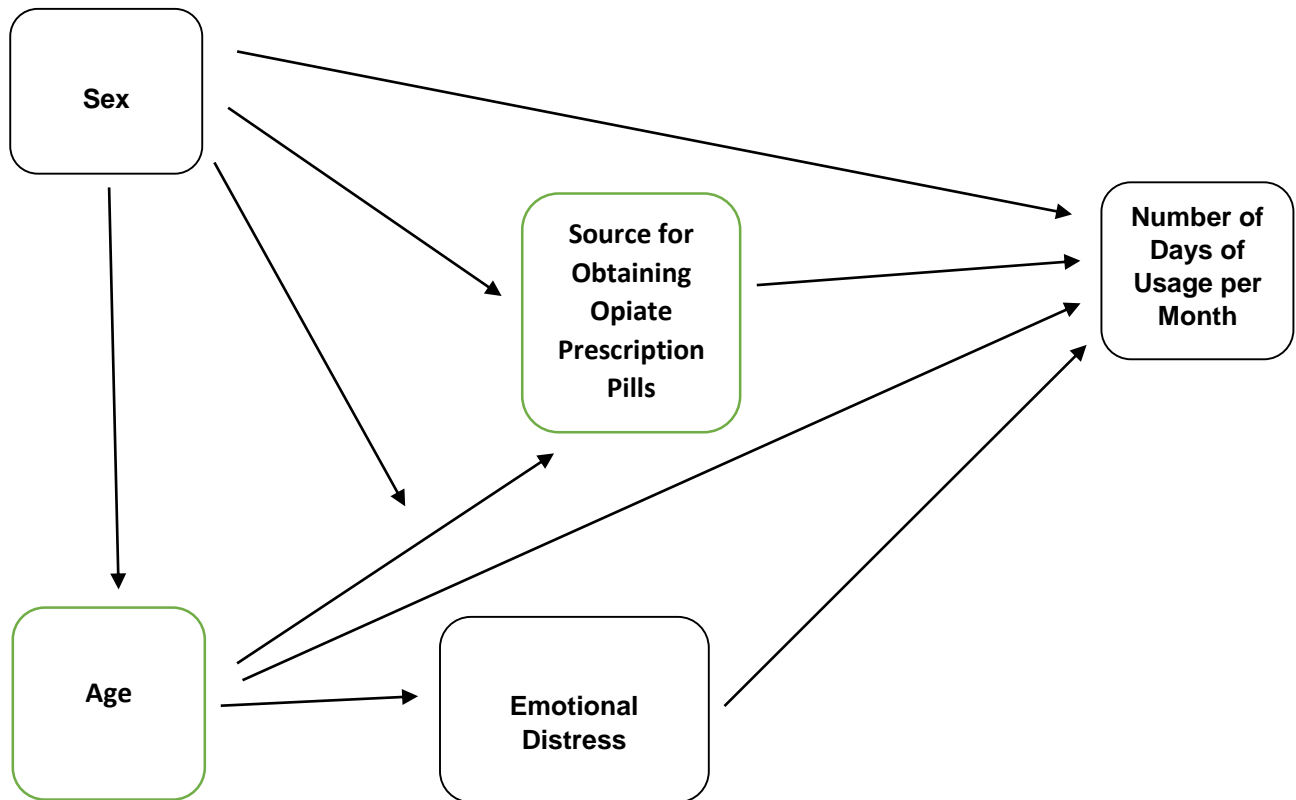 Sex
Source for
Obtaining
Opiate
Prescription
Pills
Number of
Days of
Usage per
Month
Age
Emotional
Distress